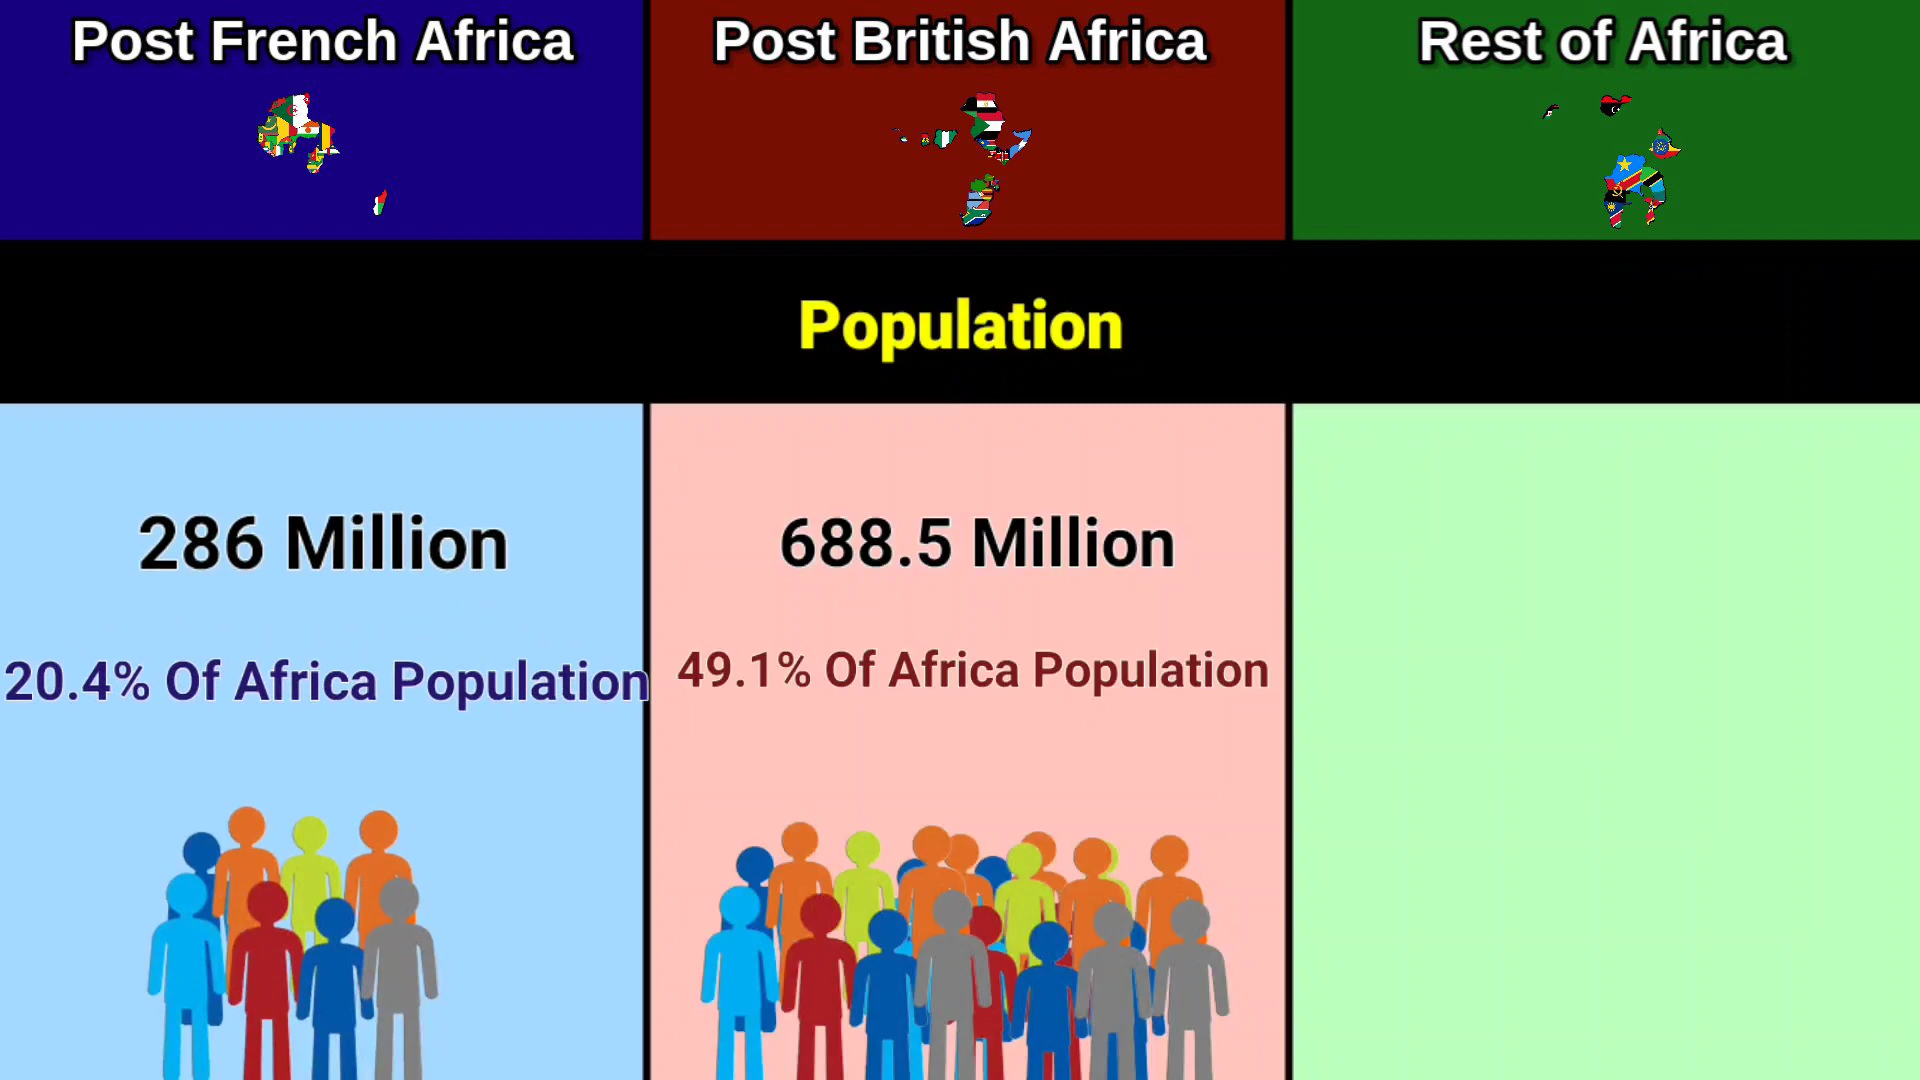 Post French Africa
Post British Africa
Rest of Africa
Population
286 Million
688.5 Million
20.4% Of Africa Population
49.1% Of Africa Population